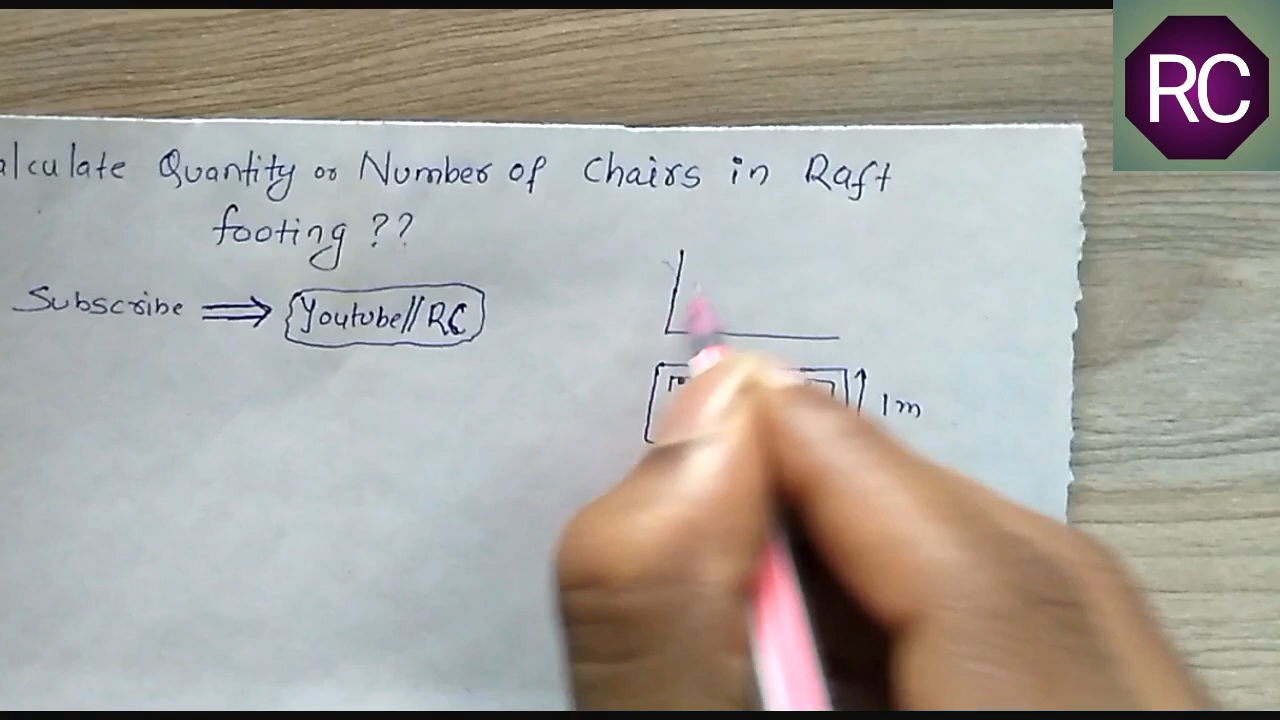 RC
alculate Quantity or Number of Chairs in Raft
footing ??
Subscribe ⇒ Youtube//RC
1m